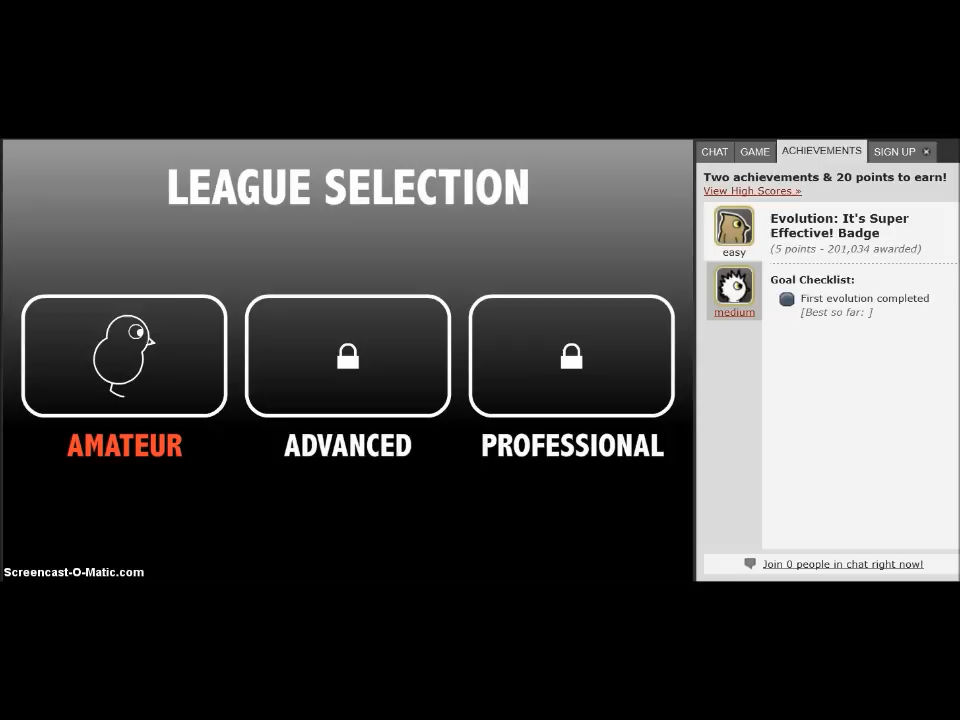 LEAGUE SELECTION
AMATEUR
ADVANCED
PROFESSIONAL
Screencast-O-Matic.com
CHAT GAME ACHIEVEMENTS SIGN UP
Two achievements & 20 points to earn!
View High Scores »
easy
Evolution: It's Super
Effective! Badge
(5 points - 201,034 awarded)
medium
Goal Checklist:
First evolution completed
[Best so far: ]
Join 0 people in chat right now!